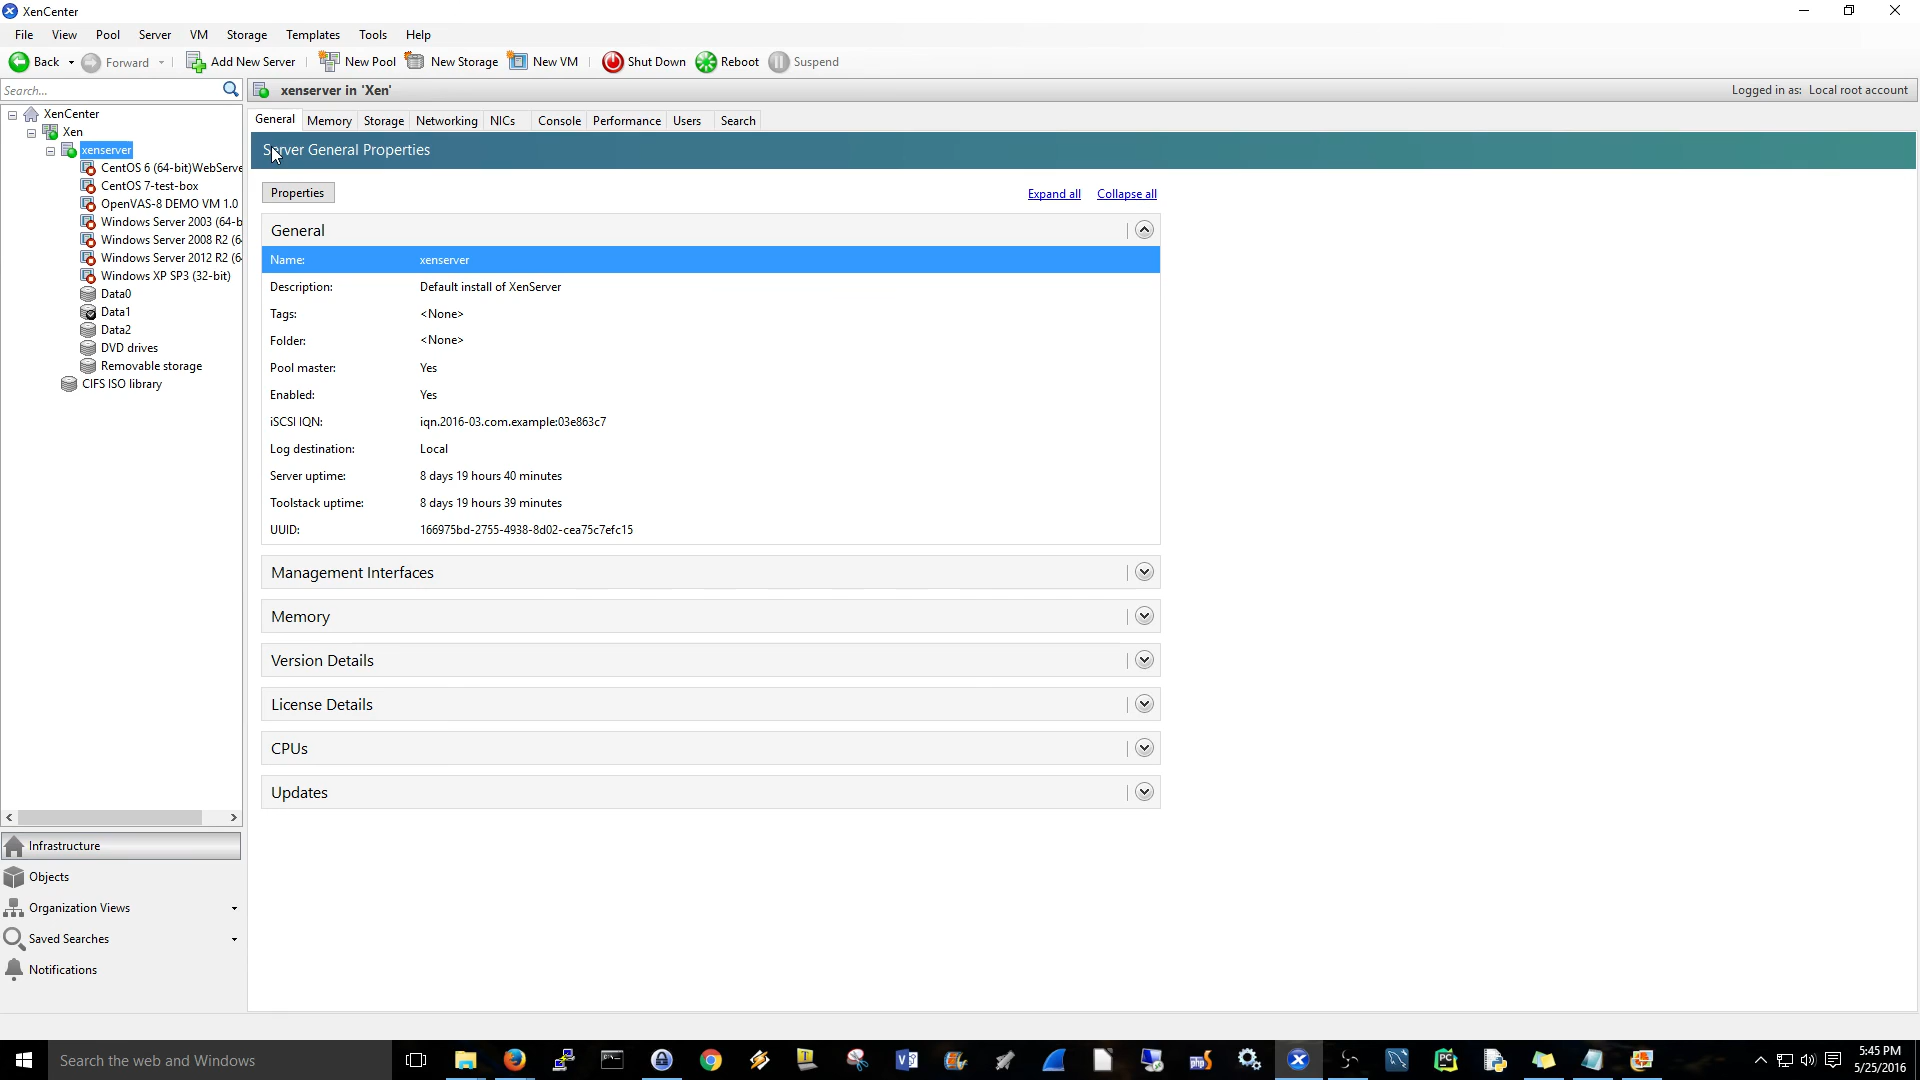 XenCenter
File View Pool Server VM Storage Templates Tools Help
Back Forward Add New Server New Pool New Storage New VM Shut Down Reboot Suspend
Search...
xenserver in 'Xen'
Logged in as: Local root account
XenCenter
Xen
xenserver
CentOS 6 (64-bit)WebServe
CentOS 7-test-box
OpenVAS-8 DEMO VM 1.0
Windows Server 2003 (64-b
Windows Server 2008 R2 (6
Windows Server 2012 R2 (6
Windows XP SP3 (32-bit)
Data0
Data1
Data2
DVD drives
Removable storage
CIFS ISO library
Infrastructure
Objects
Organization Views
Saved Searches
Notifications
General Memory Storage Networking NICs Console Performance Users Search
Server General Properties
Properties
Expand all Collapse all
General
Name: xenserver
Description: Default install of XenServer
Tags: <None>
Folder: <None>
Pool master: Yes
Enabled: Yes
iSCSI IQN: iqn.2016-03.com.example:03e863c7
Log destination: Local
Server uptime: 8 days 19 hours 40 minutes
Toolstack uptime: 8 days 19 hours 39 minutes
UUID: 166975bd-2755-4938-8d02-cea75c7efc15
Management Interfaces
Memory
Version Details
License Details
CPUs
Updates
Search the web and Windows
5:45 PM
5/25/2016